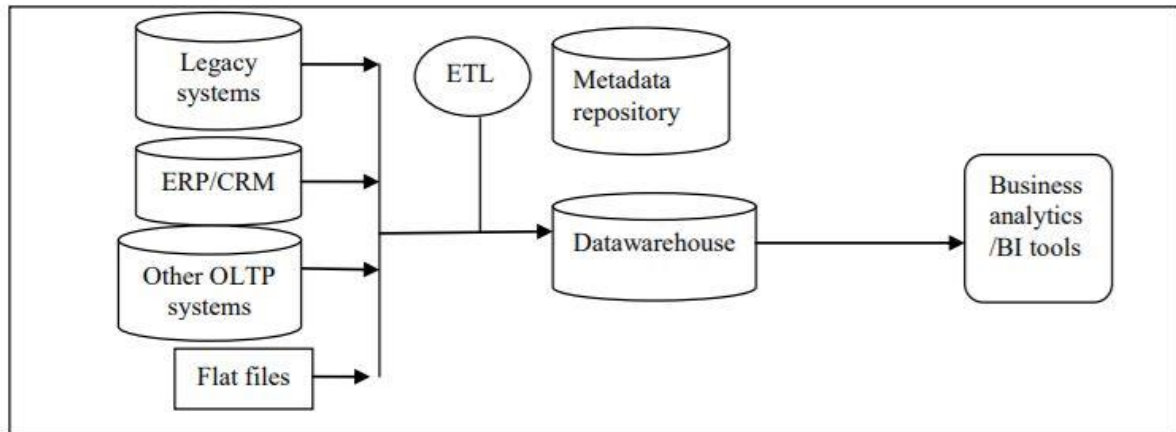 Legacy
systems
ERP/CRM
Other OLTP
systems
Flat files
ETL
Metadata
repository
Datawarehouse
Business
analytics
/BI tools